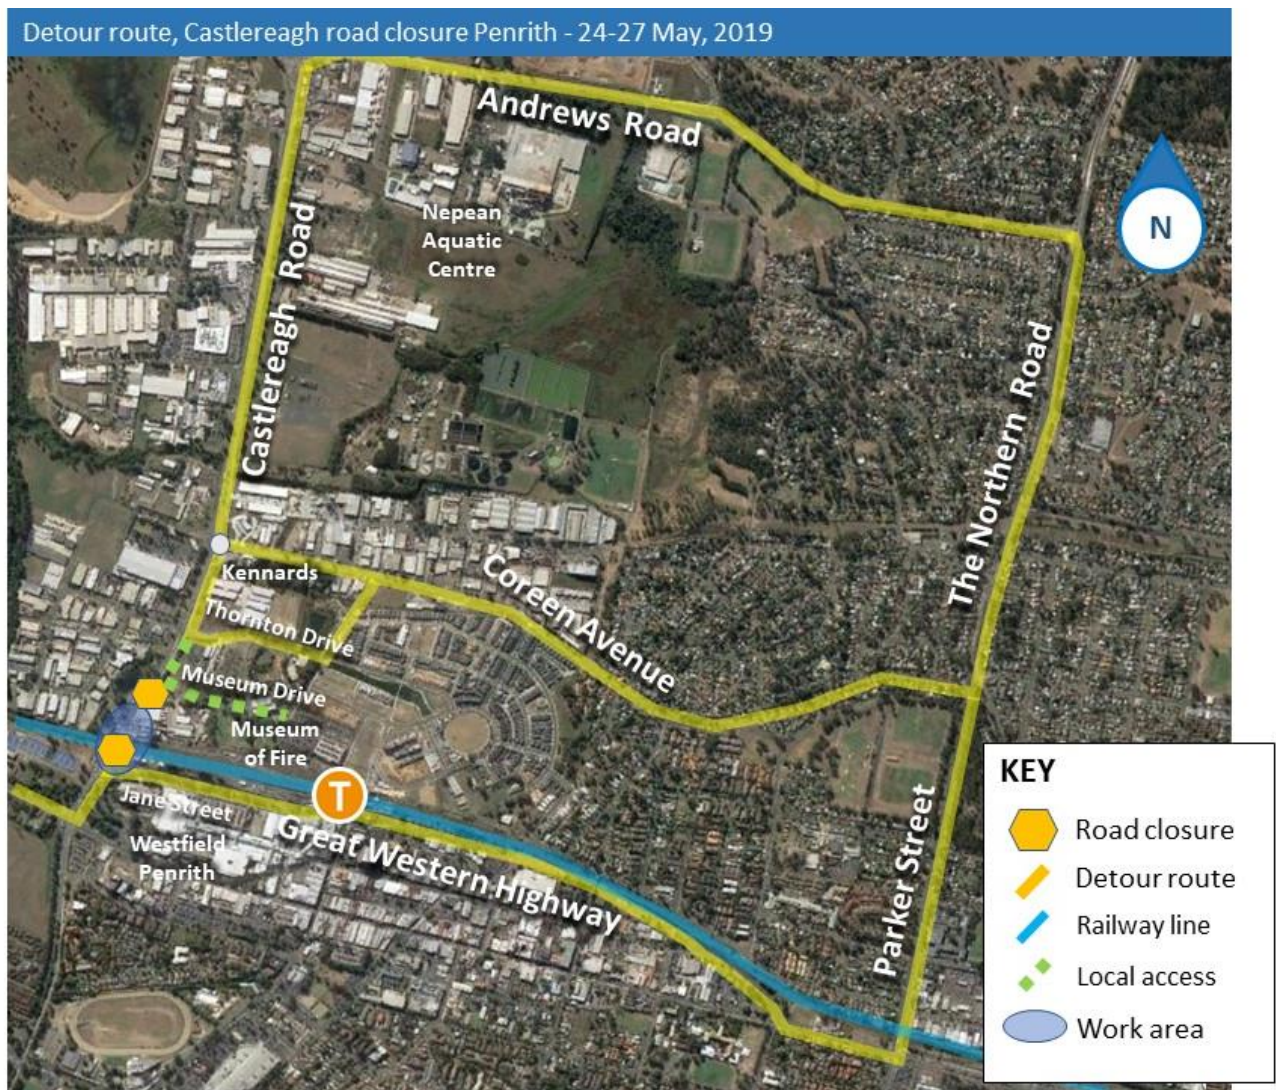 Detour route, Castlereagh road closure Penrith - 24-27 May, 2019
Andrews Road
N
Nepean
Aquatic
Centre
Castlereagh Road
The Northern Road
Kennards
Coreen Avenue
Thornton Drive
Museum Drive
Museum
of Fire
T
Jane Street
Great Western Highway
Westfield
Penrith
Parker Street
KEY
Road closure
Detour route
Railway line
Local access
Work area